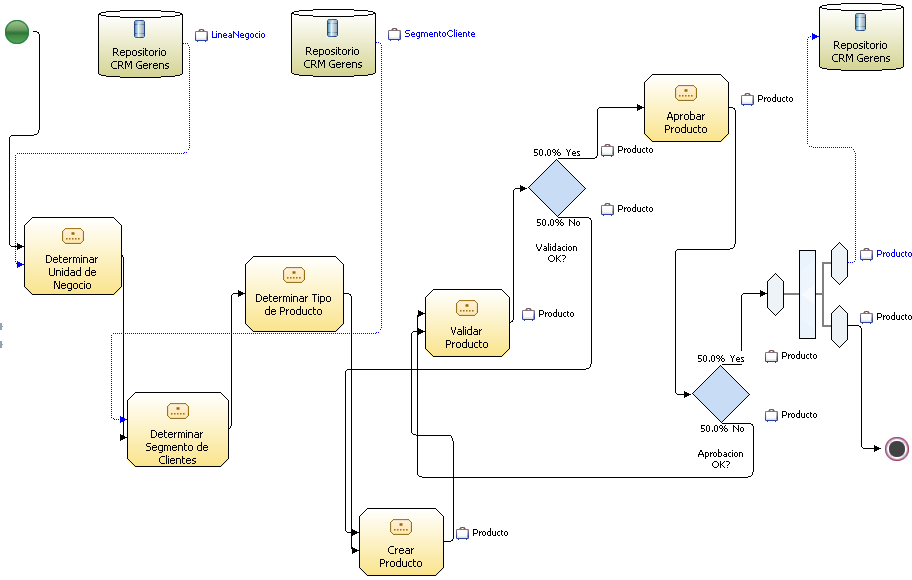 Repositorio
CRM Gerens
LineaNegocio
Repositorio
CRM Gerens
SegmentoCliente
Repositorio
CRM Gerens
Aprobar
Producto
Producto
50.0% Yes
Producto
50.0% No
Producto
Validacion
OK?
Determinar
Unidad de
Negocio
Determinar Tipo
de Producto
Validar
Producto
Producto
Producto
Producto
50.0% Yes
Producto
50.0% No
Producto
Aprobacion
OK?
Determinar
Segmento de
Clientes
Crear
Producto
Producto